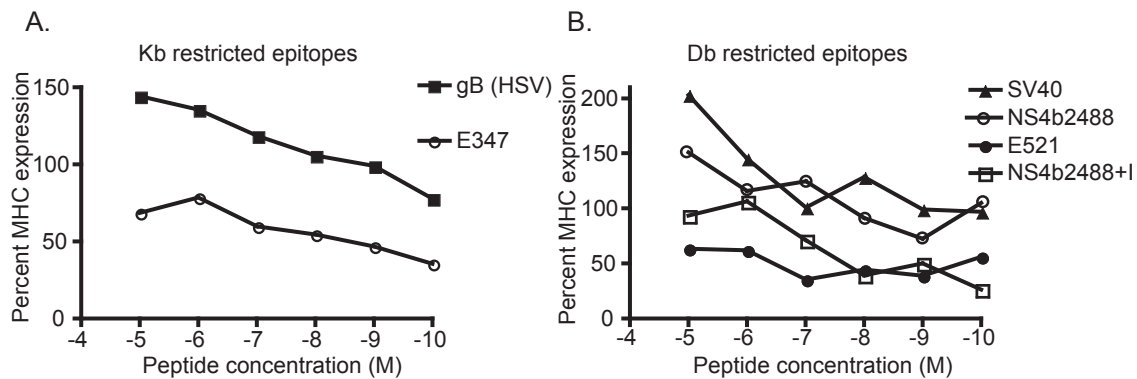 A.
Kb restricted epitopes
gB (HSV)
E347
Percent MHC expression
150
100
50
0
-4 -5 -6 -7 -8 -9 -10
Peptide concentration (M)
B.
Db restricted epitopes
SV40
NS4b2488
E521
NS4b2488+I
Percent MHC expression
200
150
100
50
0
-4 -5 -6 -7 -8 -9 -10
Peptide concentration (M)